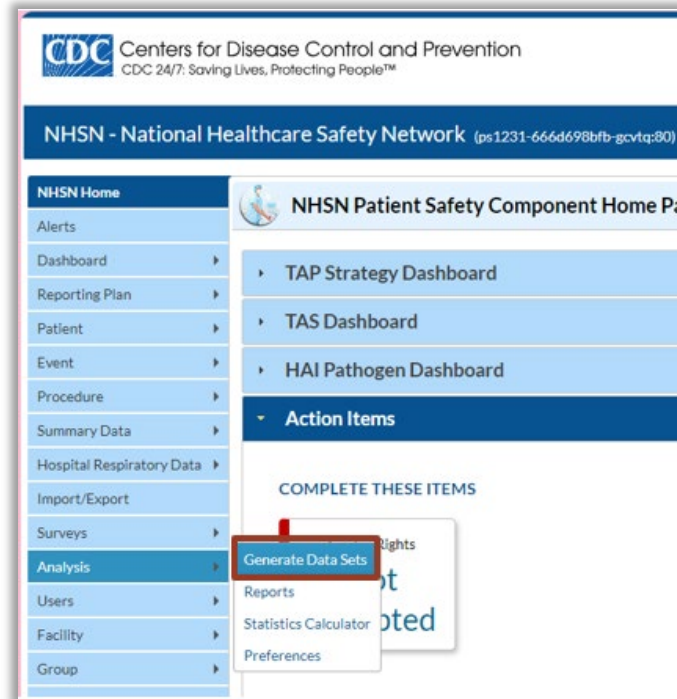 CDC Centers for Disease Control and Prevention
CDC 24/7: Saving Lives, Protecting People™
NHSN - National Healthcare Safety Network (ps1231-666d698bfb-gcvtq:80)
NHSN Home
Alerts
Dashboard
Reporting Plan
Patient
Event
Procedure
Summary Data
Hospital Respiratory Data
Import/Export
Surveys
Analysis
Users
Facility
Group
NHSN Patient Safety Component Home Pa
TAP Strategy Dashboard
TAS Dashboard
HAI Pathogen Dashboard
Action Items
COMPLETE THESE ITEMS
Rights
Generate Data Sets
Reports
Statistics Calculator
Preferences